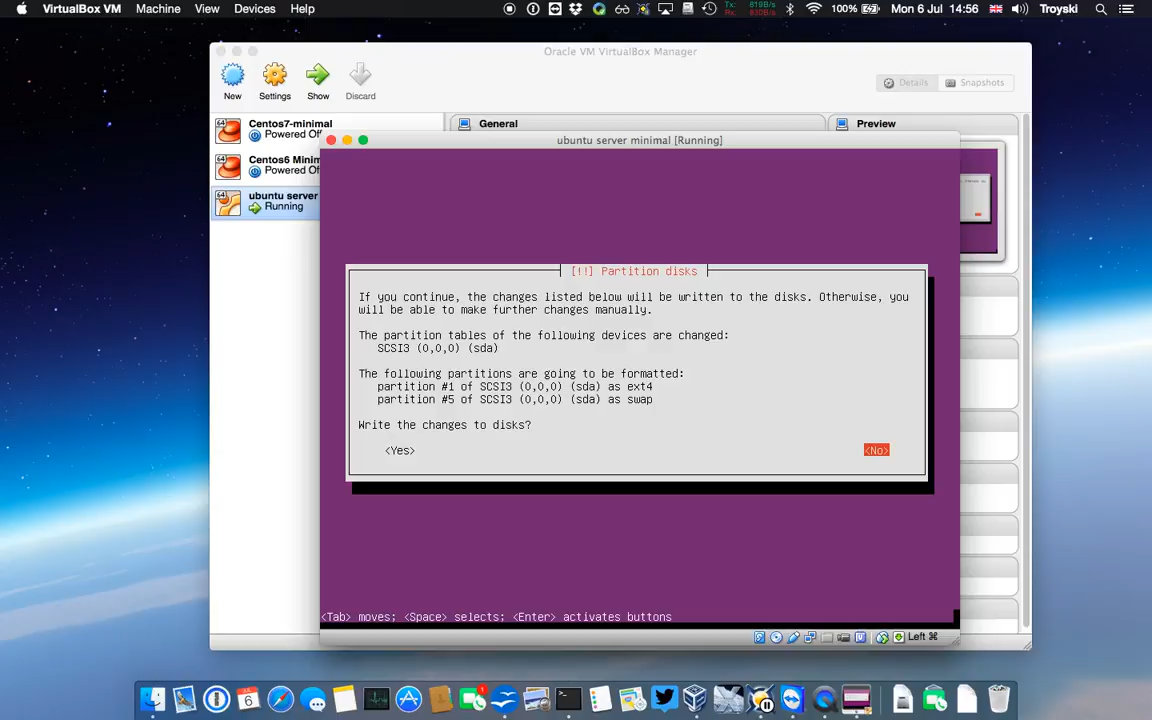 VirtualBox VM Machine View Devices Help 100% Mon 6 Jul 14:56 Troyski
Oracle VM VirtualBox Manager
New Settings Show Discard Details Snapshots
Centos7-minimal
Powered Of
Centos6 Minim
Powered Of
ubuntu server
Running
General
Preview
ubuntu server minimal [Running]
[!!] Partition disks
If you continue, the changes listed below will be written to the disks. Otherwise, you
will be able to make further changes manually.
The partition tables of the following devices are changed:
SCSI3 (0,0,0) (sda)
The following partitions are going to be formatted:
partition #1 of SCSI3 (0,0,0) (sda) as ext4
partition #5 of SCSI3 (0,0,0) (sda) as swap
Write the changes to disks?
<Yes> <No>
<Tab> moves; <Space> selects; <Enter> activates buttons
Left ⌘